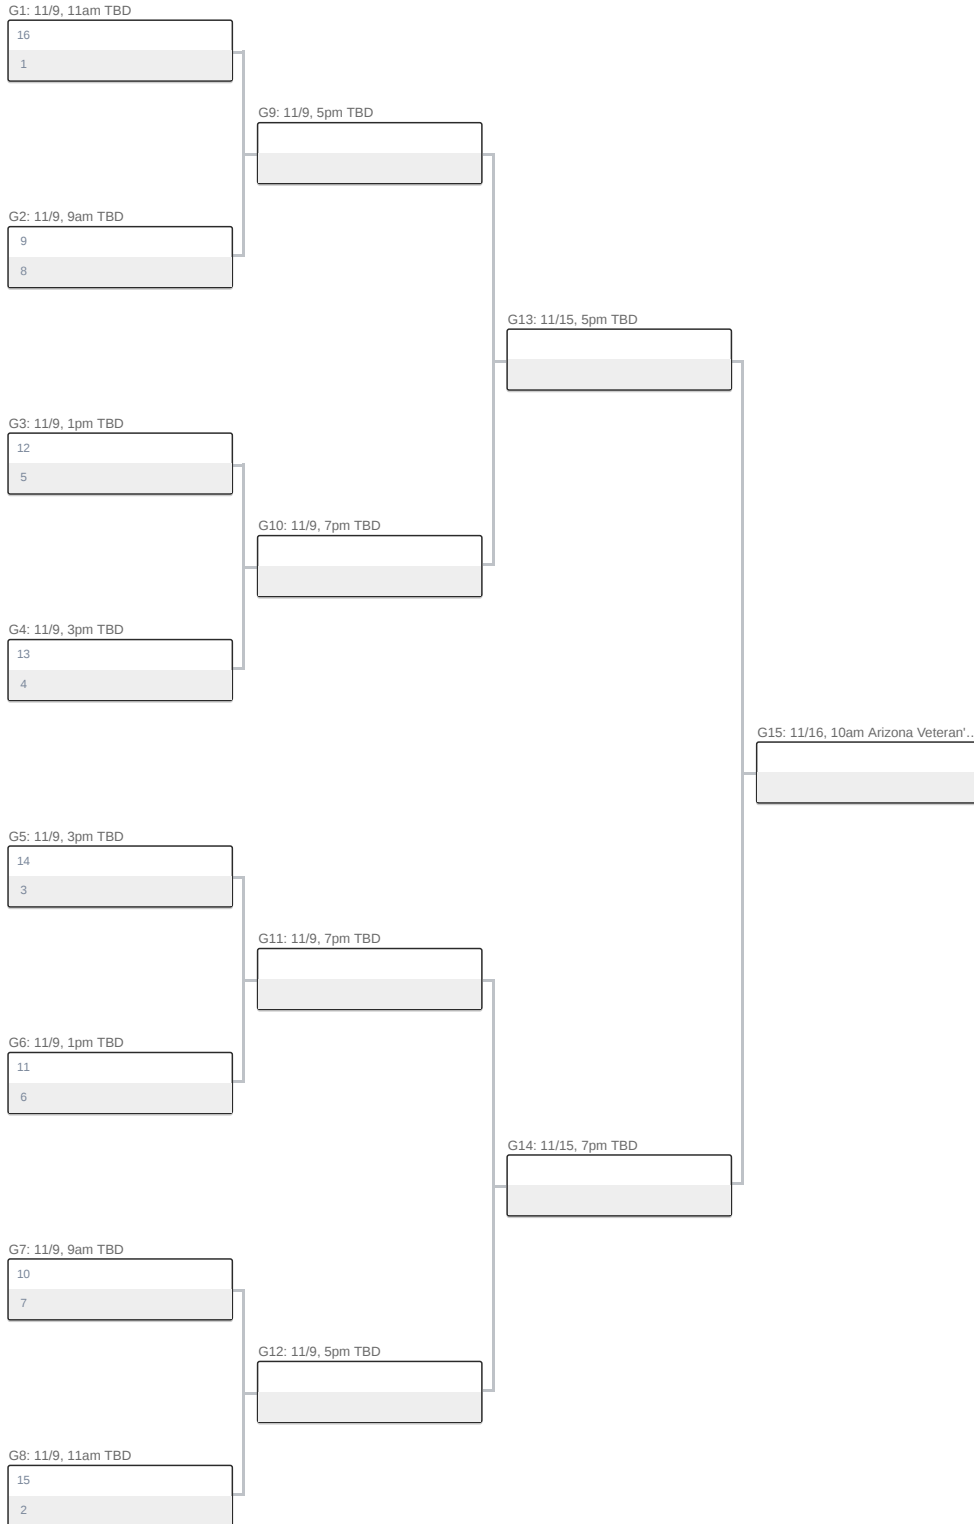 G1: 11/9, 11am TBD
16
1
G9: 11/9, 5pm TBD
G2: 11/9, 9am TBD
9
8
G13: 11/15, 5pm TBD
G3: 11/9, 1pm TBD
12
5
G10: 11/9, 7pm TBD
G4: 11/9, 3pm TBD
13
4
G15: 11/16, 10am Arizona Veteran'...
G5: 11/9, 3pm TBD
14
3
G11: 11/9, 7pm TBD
G6: 11/9, 1pm TBD
11
6
G14: 11/15, 7pm TBD
G7: 11/9, 9am TBD
10
7
G12: 11/9, 5pm TBD
G8: 11/9, 11am TBD
15
2